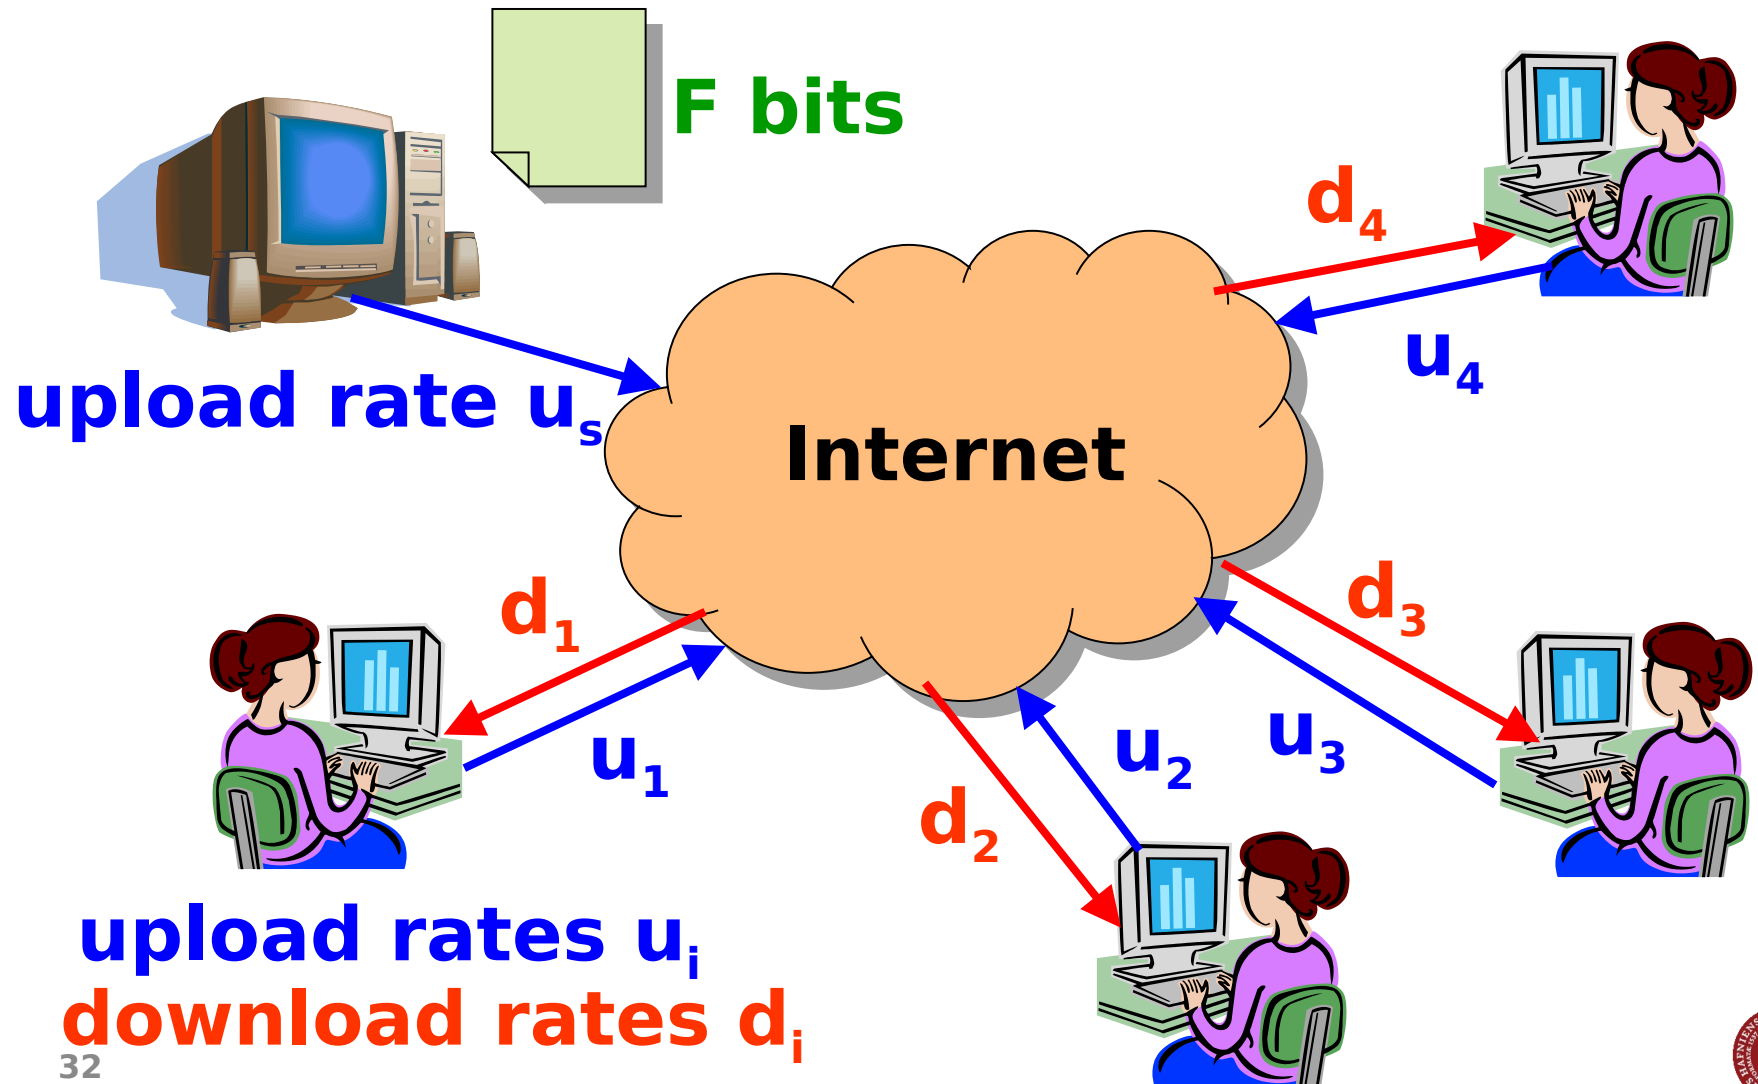 F bits
d4
upload rate us
u4
Internet
d1
d3
u1
u2
u3
d2
upload rates ui
download rates di
32
HAFNIENS